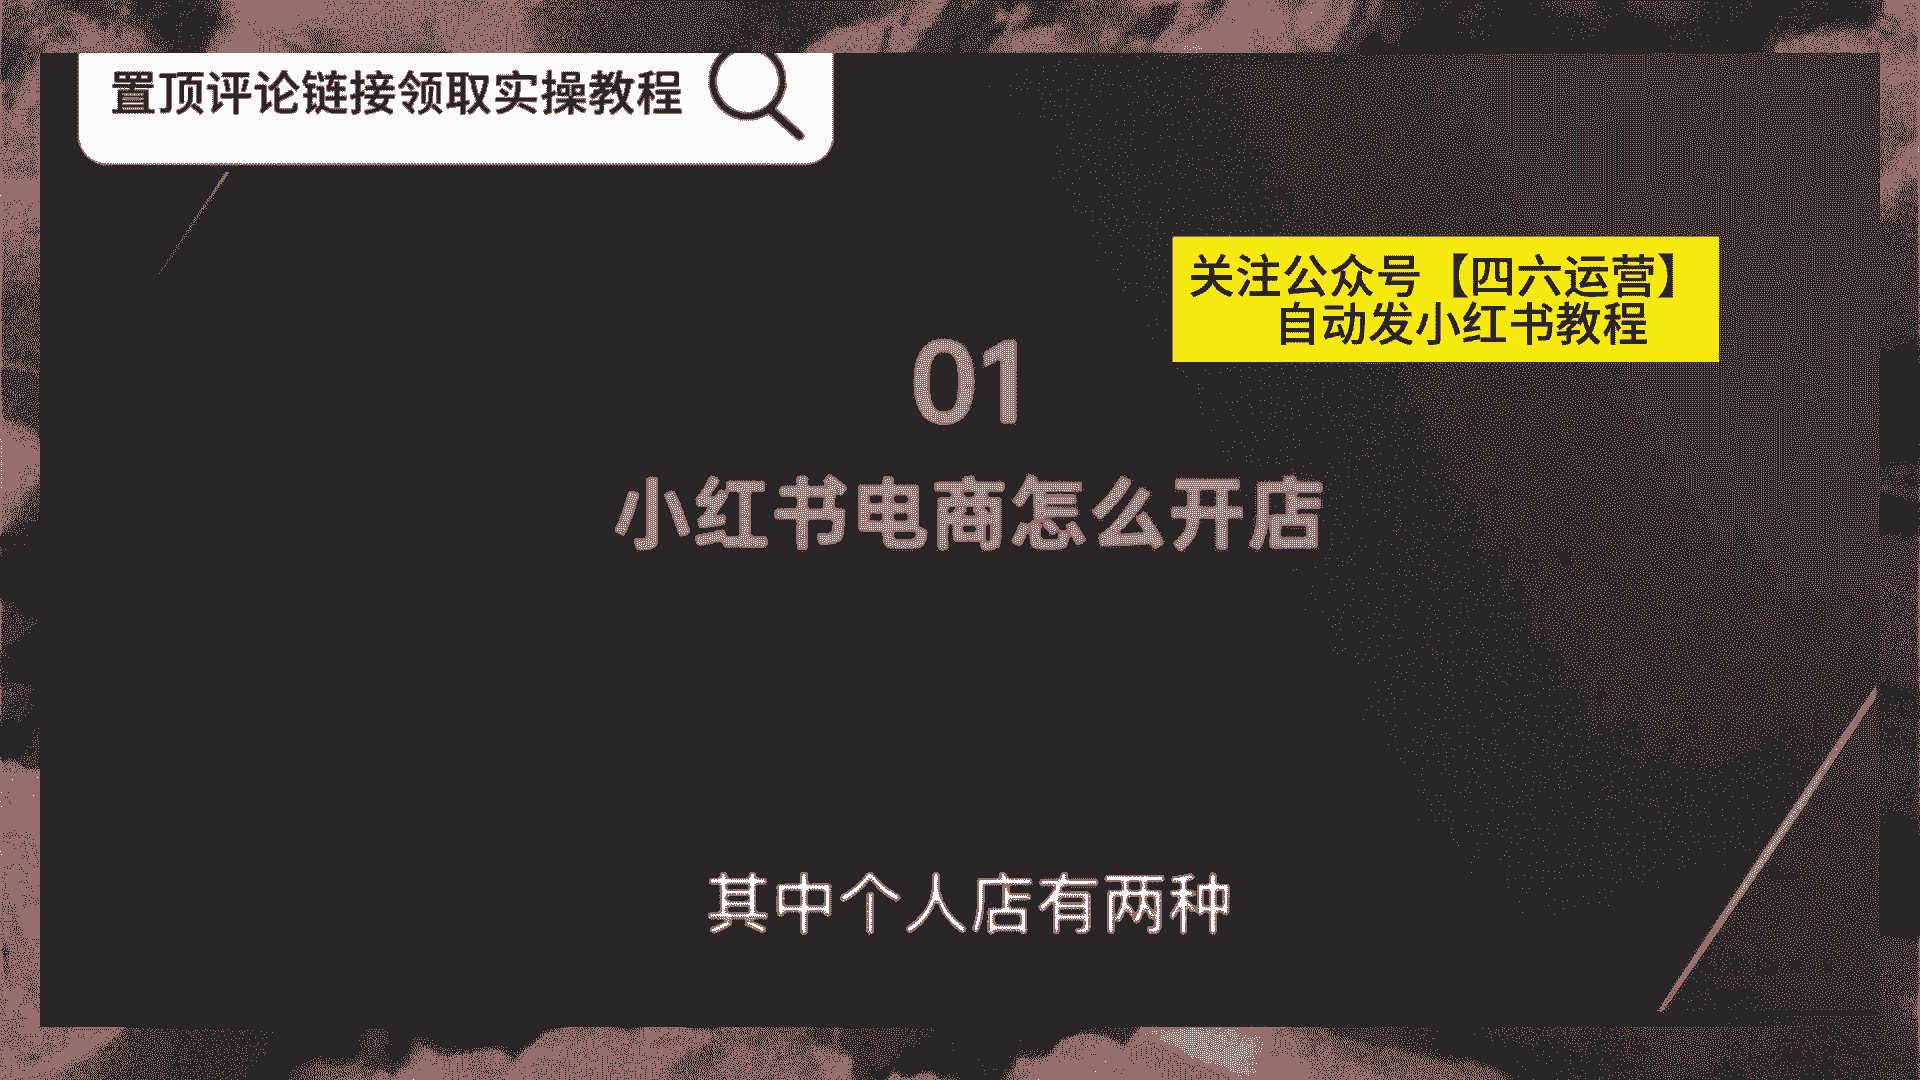 置顶评论链接领取实操教程
关注公众号【四六运营】
自动发小红书教程
01
小红书电商怎么开店
其中个人店有两种